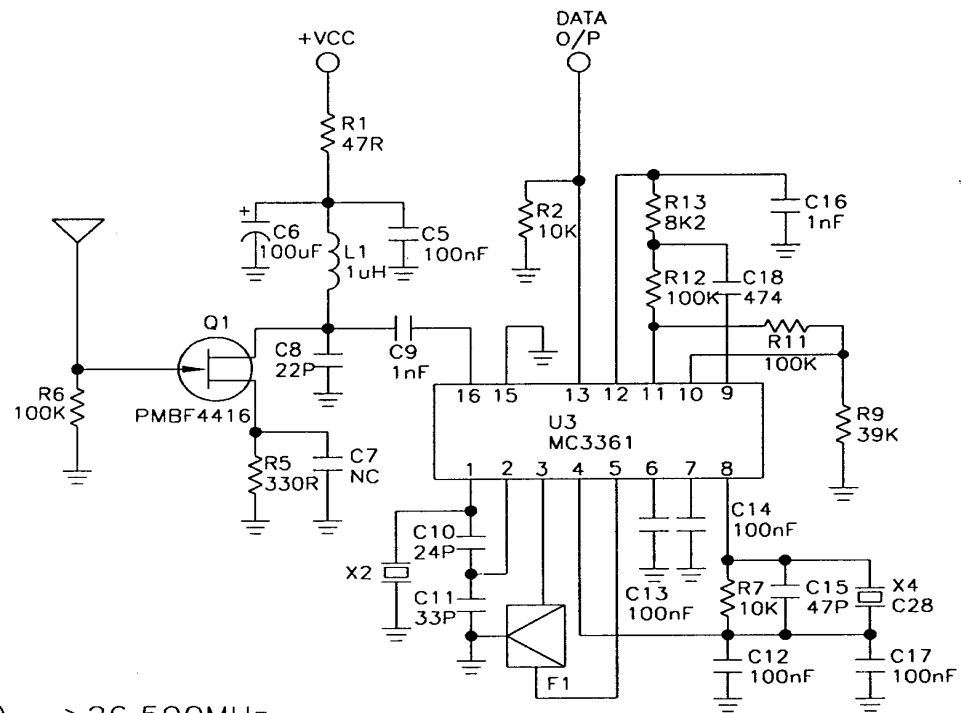 DATA
O/P
+VCC
R1
47R
R2
10K
R13
8K2
C16
1nF
+
C6
100uF
L1
1uH
C5
100nF
R12
100K
C18
474
Q1
C8
22P
C9
1nF
R11
100K
R6
100K
PMBF4416
16 15 13 12 11 10 9
U3
MC3361
1 2 3 4 5 6 7 8
R9
39K
R5
330R
C7
NC
C10
24P
X2
C11
33P
C14
100nF
C13
100nF
R7
10K
C15
47P
X4
C28
F1
C12
100nF
C17
100nF